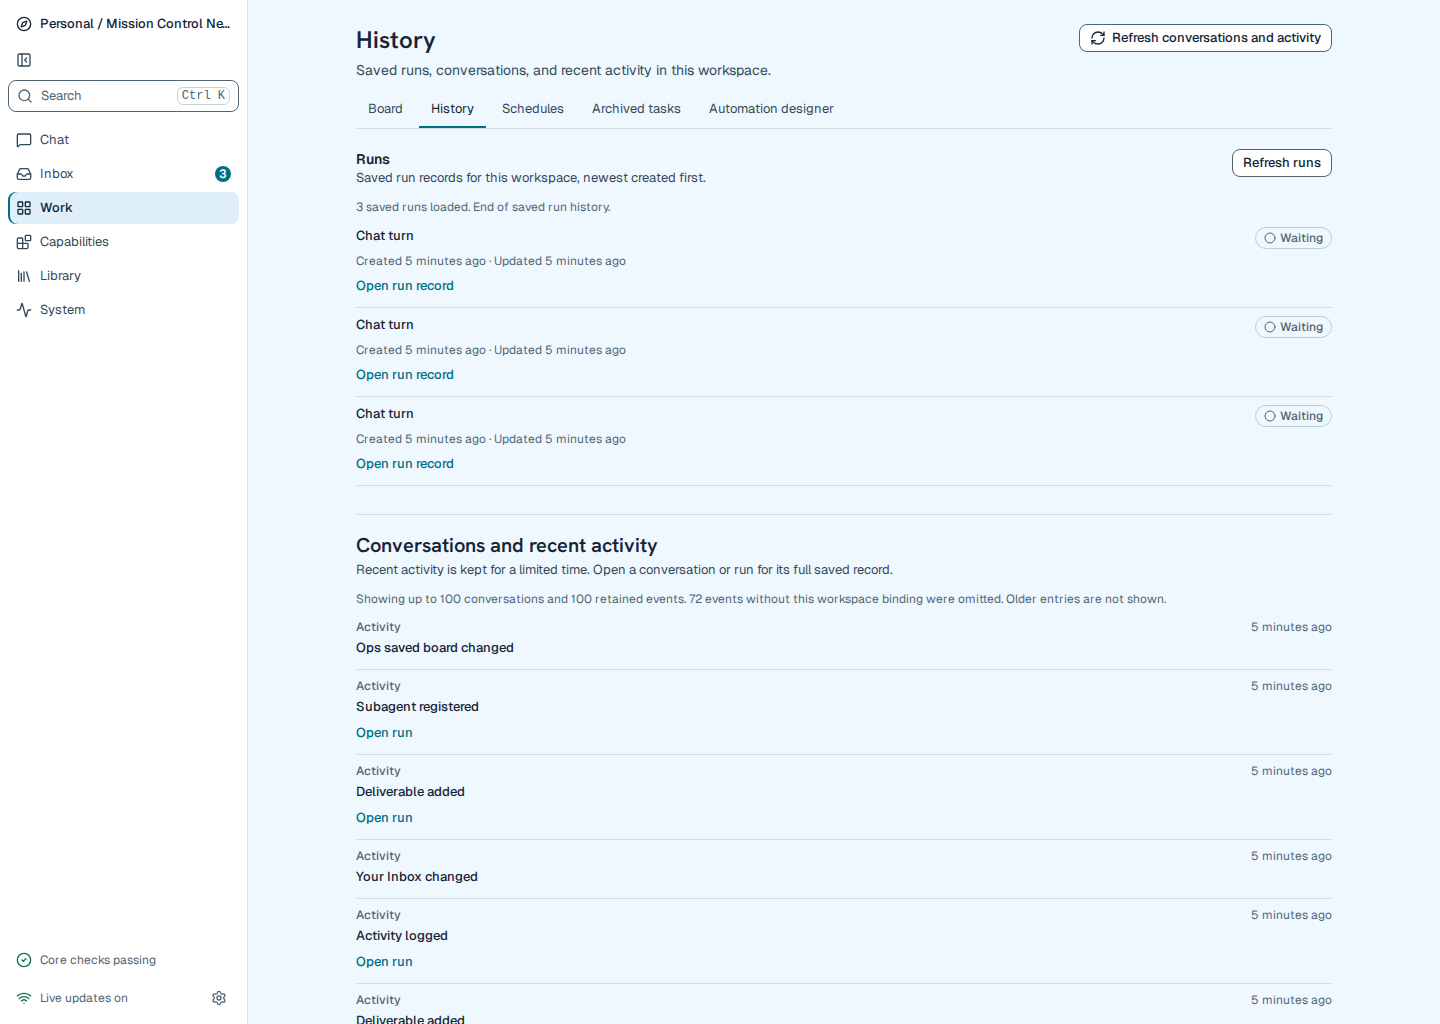 Personal / Mission Control Ne...
Search
Ctrl K
Chat
Inbox
3
Work
Capabilities
Library
System
Core checks passing
Live updates on
History
Refresh conversations and activity
Saved runs, conversations, and recent activity in this workspace.
Board
History
Schedules
Archived tasks
Automation designer
Runs
Refresh runs
Saved run records for this workspace, newest created first.
3 saved runs loaded. End of saved run history.
Chat turn
Waiting
Created 5 minutes ago · Updated 5 minutes ago
Open run record
Chat turn
Waiting
Created 5 minutes ago · Updated 5 minutes ago
Open run record
Chat turn
Waiting
Created 5 minutes ago · Updated 5 minutes ago
Open run record
Conversations and recent activity
Recent activity is kept for a limited time. Open a conversation or run for its full saved record.
Showing up to 100 conversations and 100 retained events. 72 events without this workspace binding were omitted. Older entries are not shown.
Activity
5 minutes ago
Ops saved board changed
Activity
5 minutes ago
Subagent registered
Open run
Activity
5 minutes ago
Deliverable added
Open run
Activity
5 minutes ago
Your Inbox changed
Activity
5 minutes ago
Activity logged
Open run
Activity
5 minutes ago
Deliverable added